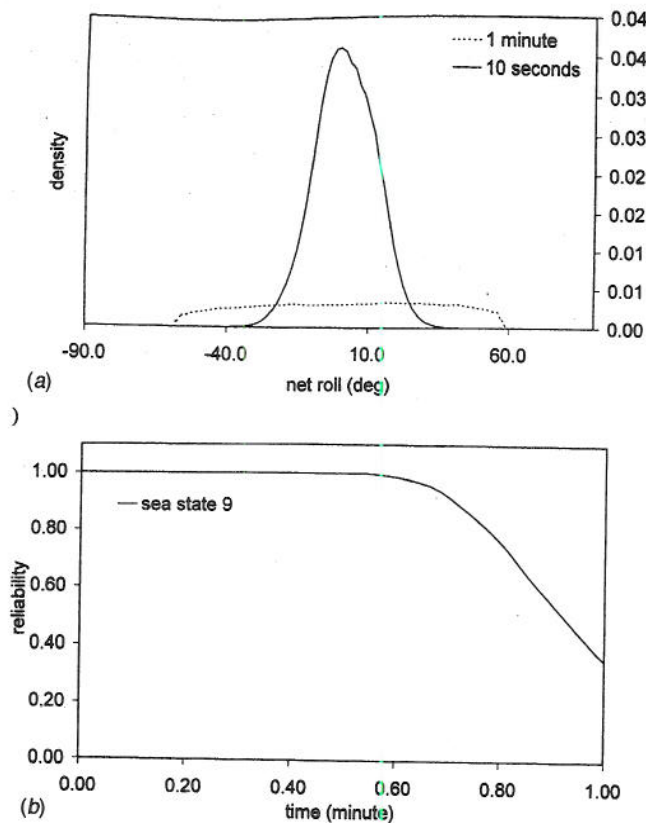 0.04
1 minute
0.04
10 seconds
0.03
0.03
density
0.02
0.02
0.01
0.01
0.00
-90.0
-40.0
10.0
60.0
net roll (deg)
(a)
)
1.00
sea state 9
0.80
0.60
reliability
0.40
0.20
0.00
0.00
0.20
0.40
0.60
0.80
1.00
time (minute)
(b)